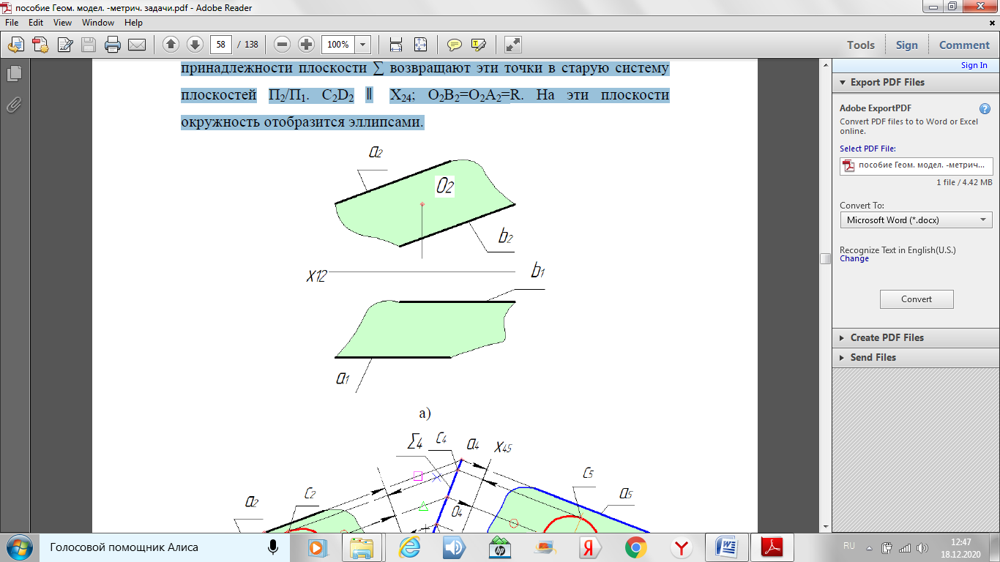 пособие Геом. модел. -метрич. задачи.pdf - Adobe Reader
File Edit View Window Help
58 / 138 100% Tools Sign Comment
Sign In
принадлежности плоскости ∑ возвращают эти точки в старую систему
плоскостей П2/П1. C2D2 ‖ X24; O2B2=O2A2=R. На эти плоскости
окружность отобразится эллипсами.
a2
O2
b2
x12
b1
a1
а)
Σ4 c4 a4 x45
c5
a2 c2 a5
O4
Export PDF Files
Adobe ExportPDF
Convert PDF files to to Word or Excel
online.
Select PDF File:
пособие Геом. модел. -метрич...
1 file / 4.42 MB
Convert To:
Microsoft Word (*.docx)
Recognize Text in English(U.S.)
Change
Convert
Create PDF Files
Send Files
Голосовой помощник Алиса
RU
12:47
18.12.2020